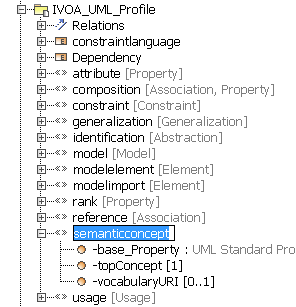 IVOA_UML_Profile
Relations
constraintlanguage
Dependency
«» attribute [Property]
«» composition [Association, Property]
«» constraint [Constraint]
«» generalization [Generalization]
«» identification [Abstraction]
«» model [Model]
«» modelelement [Element]
«» modelimport [Element]
«» rank [Property]
«» reference [Association]
«» semanticconcept
-base_Property : UML Standard Pro
-topConcept [1]
-vocabularyURI [0..1]
«» usage [Usage]